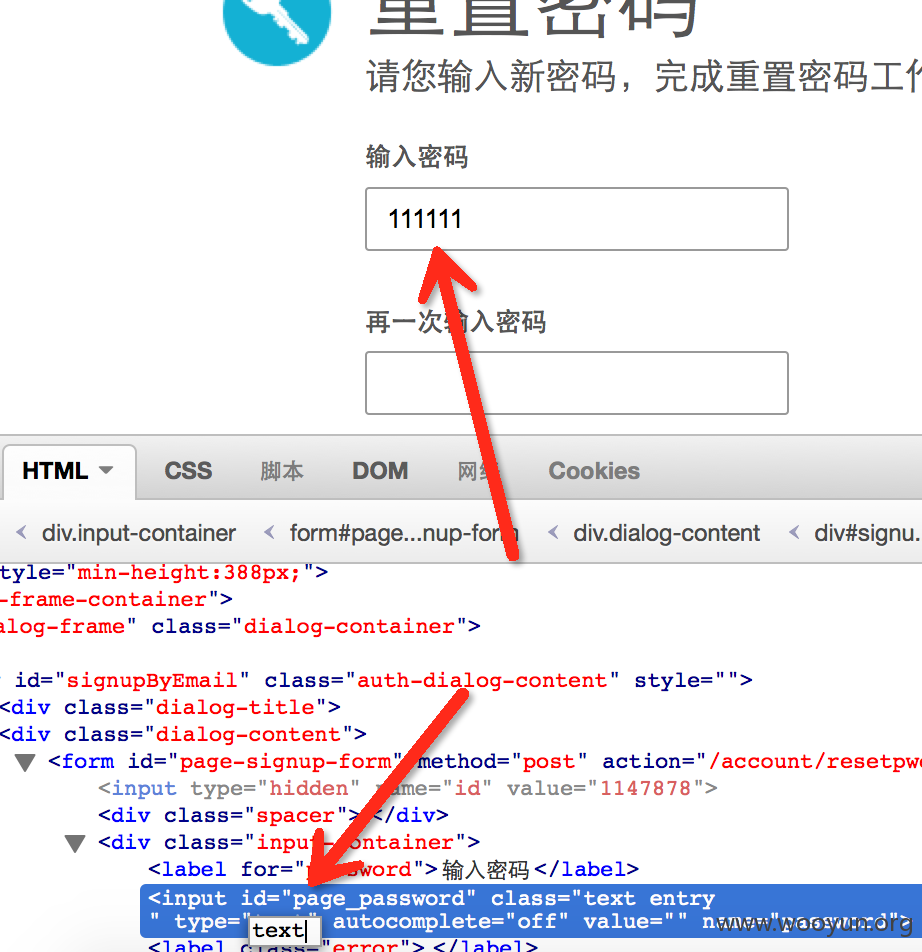 重置密码
请您输入新密码，完成重置密码工作
输入密码
111111
再一次输入密码
HTML CSS 脚本 DOM 网络 Cookies
div.input-container form#page...nup-form div.dialog-content div#signu.
tyle="min-height:388px;">
-frame-container">
alog-frame" class="dialog-container">
id="signupByEmail" class="auth-dialog-content" style="">
<div class="dialog-title">
<div class="dialog-content">
<form id="page-signup-form" method="post" action="/account/resetpw
<input type="hidden" name="id" value="1147878">
<div class="spacer"></div>
<div class="input-container">
<label for="password">输入密码</label>
<input id="page_password" class="text entry
" type="text" autocomplete="off" value="" name="password">
text
<label class="error"></label>
www.wooyun.org